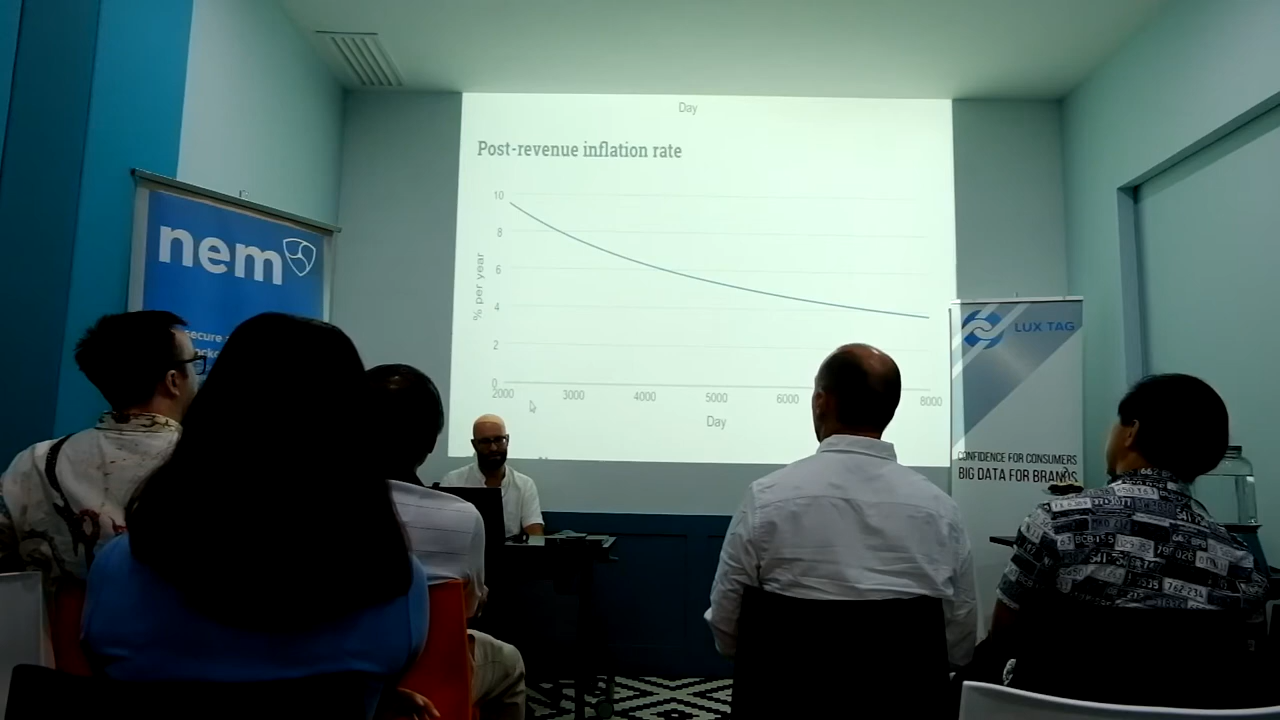 Day
Post-revenue inflation rate
10
8
6
4
2
0
% per year
2000 3000 4000 5000 6000 8000
Day
nem
secure
LUX TAG
CONFIDENCE FOR CONSUMERS
BIG DATA FOR BRANDS